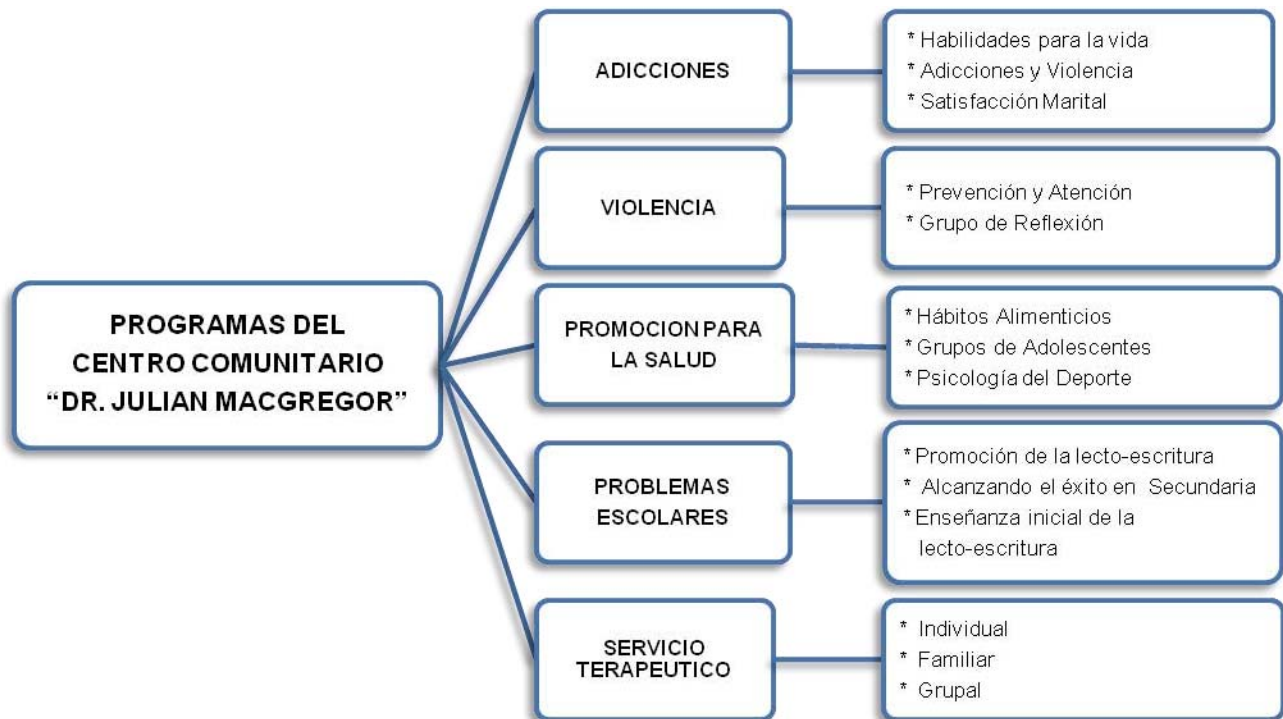 PROGRAMAS DEL
CENTRO COMUNITARIO
“DR. JULIAN MACGREGOR”
ADICCIONES
* Habilidades para la vida
* Adicciones y Violencia
* Satisfacción Marital
VIOLENCIA
* Prevención y Atención
* Grupo de Reflexión
PROMOCION PARA
LA SALUD
* Hábitos Alimenticios
* Grupos de Adolescentes
* Psicología del Deporte
PROBLEMAS
ESCOLARES
* Promoción de la lecto-escritura
* Alcanzando el éxito en Secundaria
* Enseñanza inicial de la
lecto-escritura
SERVICIO
TERAPEUTICO
* Individual
* Familiar
* Grupal